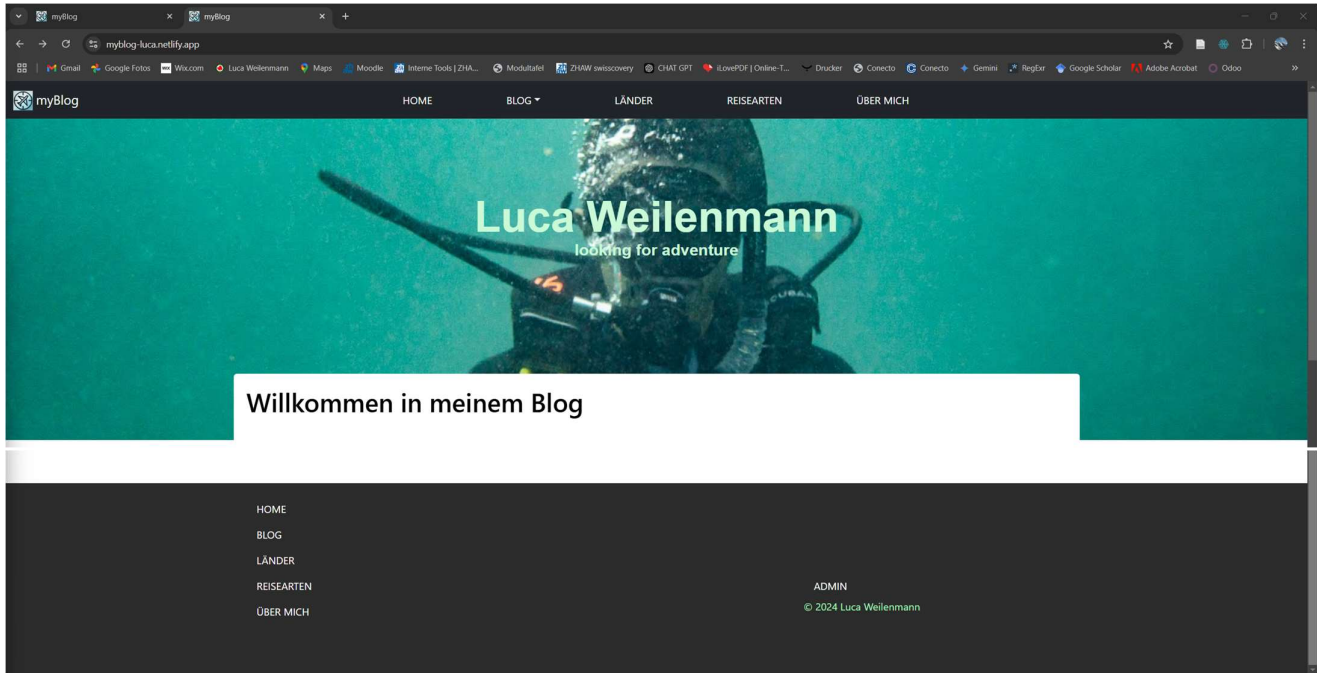 myBlog
myBlog
myblog-luca.netlify.app
Gmail Google Fotos WIX Wix.com Luca Weilenmann Maps Moodle Interne Tools | ZHA... Modultafel ZHAW swisscovery CHAT GPT iLovePDF | Online-T... Drucker Conecto Conecto Gemini RegExr Google Scholar Adobe Acrobat Odoo
myBlog HOME BLOG LÄNDER REISEARTEN ÜBER MICH
Luca Weilenmann
looking for adventure
Willkommen in meinem Blog
HOME
BLOG
LÄNDER
REISEARTEN
ÜBER MICH
ADMIN
© 2024 Luca Weilenmann